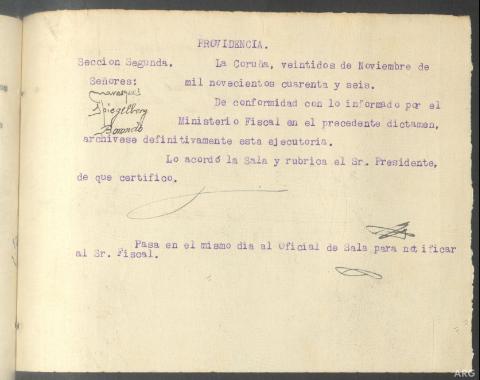 PROVIDENCIA.
Seccion Segunda. La Coruña, veintidos de Noviembre de
Señores: mil novecientos cuarenta y seis.
Spiegelberg
De conformidad con lo informado por el
Ministerio Fiscal en el precedente dictamen,
archivese definitivamente esta ejecutoria.
Lo acordó la Sala y rubrica el Sr. Presidente,
de que certifico.
Pasa en el mismo dia al Oficial de Sala para notificar
al Sr. Fiscal.
ARG